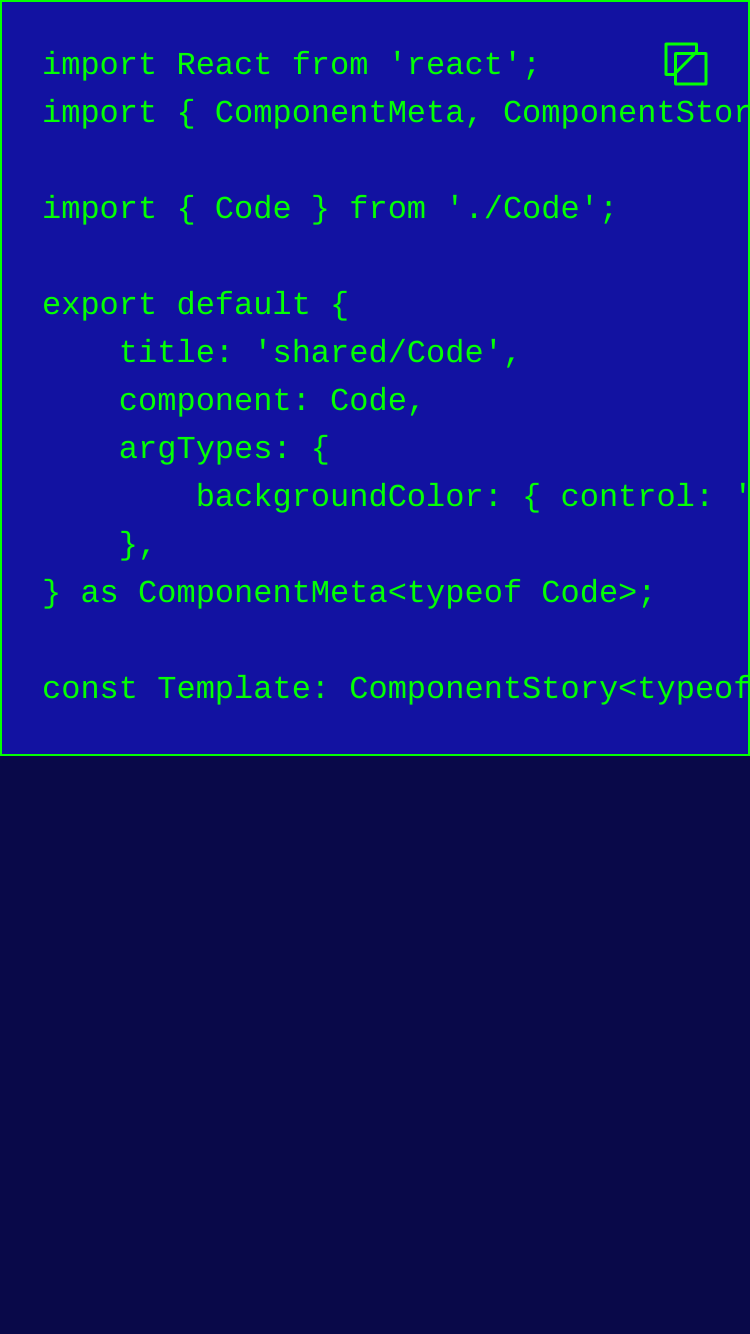 import React from 'react';
import { ComponentMeta, ComponentStor
import { Code } from './Code';
export default {
    title: 'shared/Code',
    component: Code,
    argTypes: {
        backgroundColor: { control: '
    },
} as ComponentMeta<typeof Code>;
const Template: ComponentStory<typeof